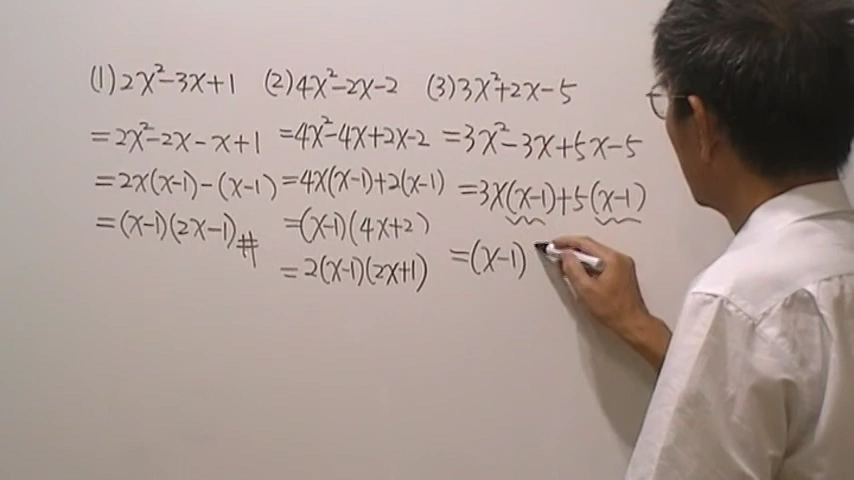 (1) 2x²-3x+1
=2x²-2x-x+1
=2x(x-1)-(x-1)
=(x-1)(2x-1)#
(2) 4x²-2x-2
=4x²-4x+2x-2
=4x(x-1)+2(x-1)
=(x-1)(4x+2)
=2(x-1)(2x+1)
(3) 3x²+2x-5
=3x²-3x+5x-5
=3x(x-1)+5(x-1)
=(x-1)